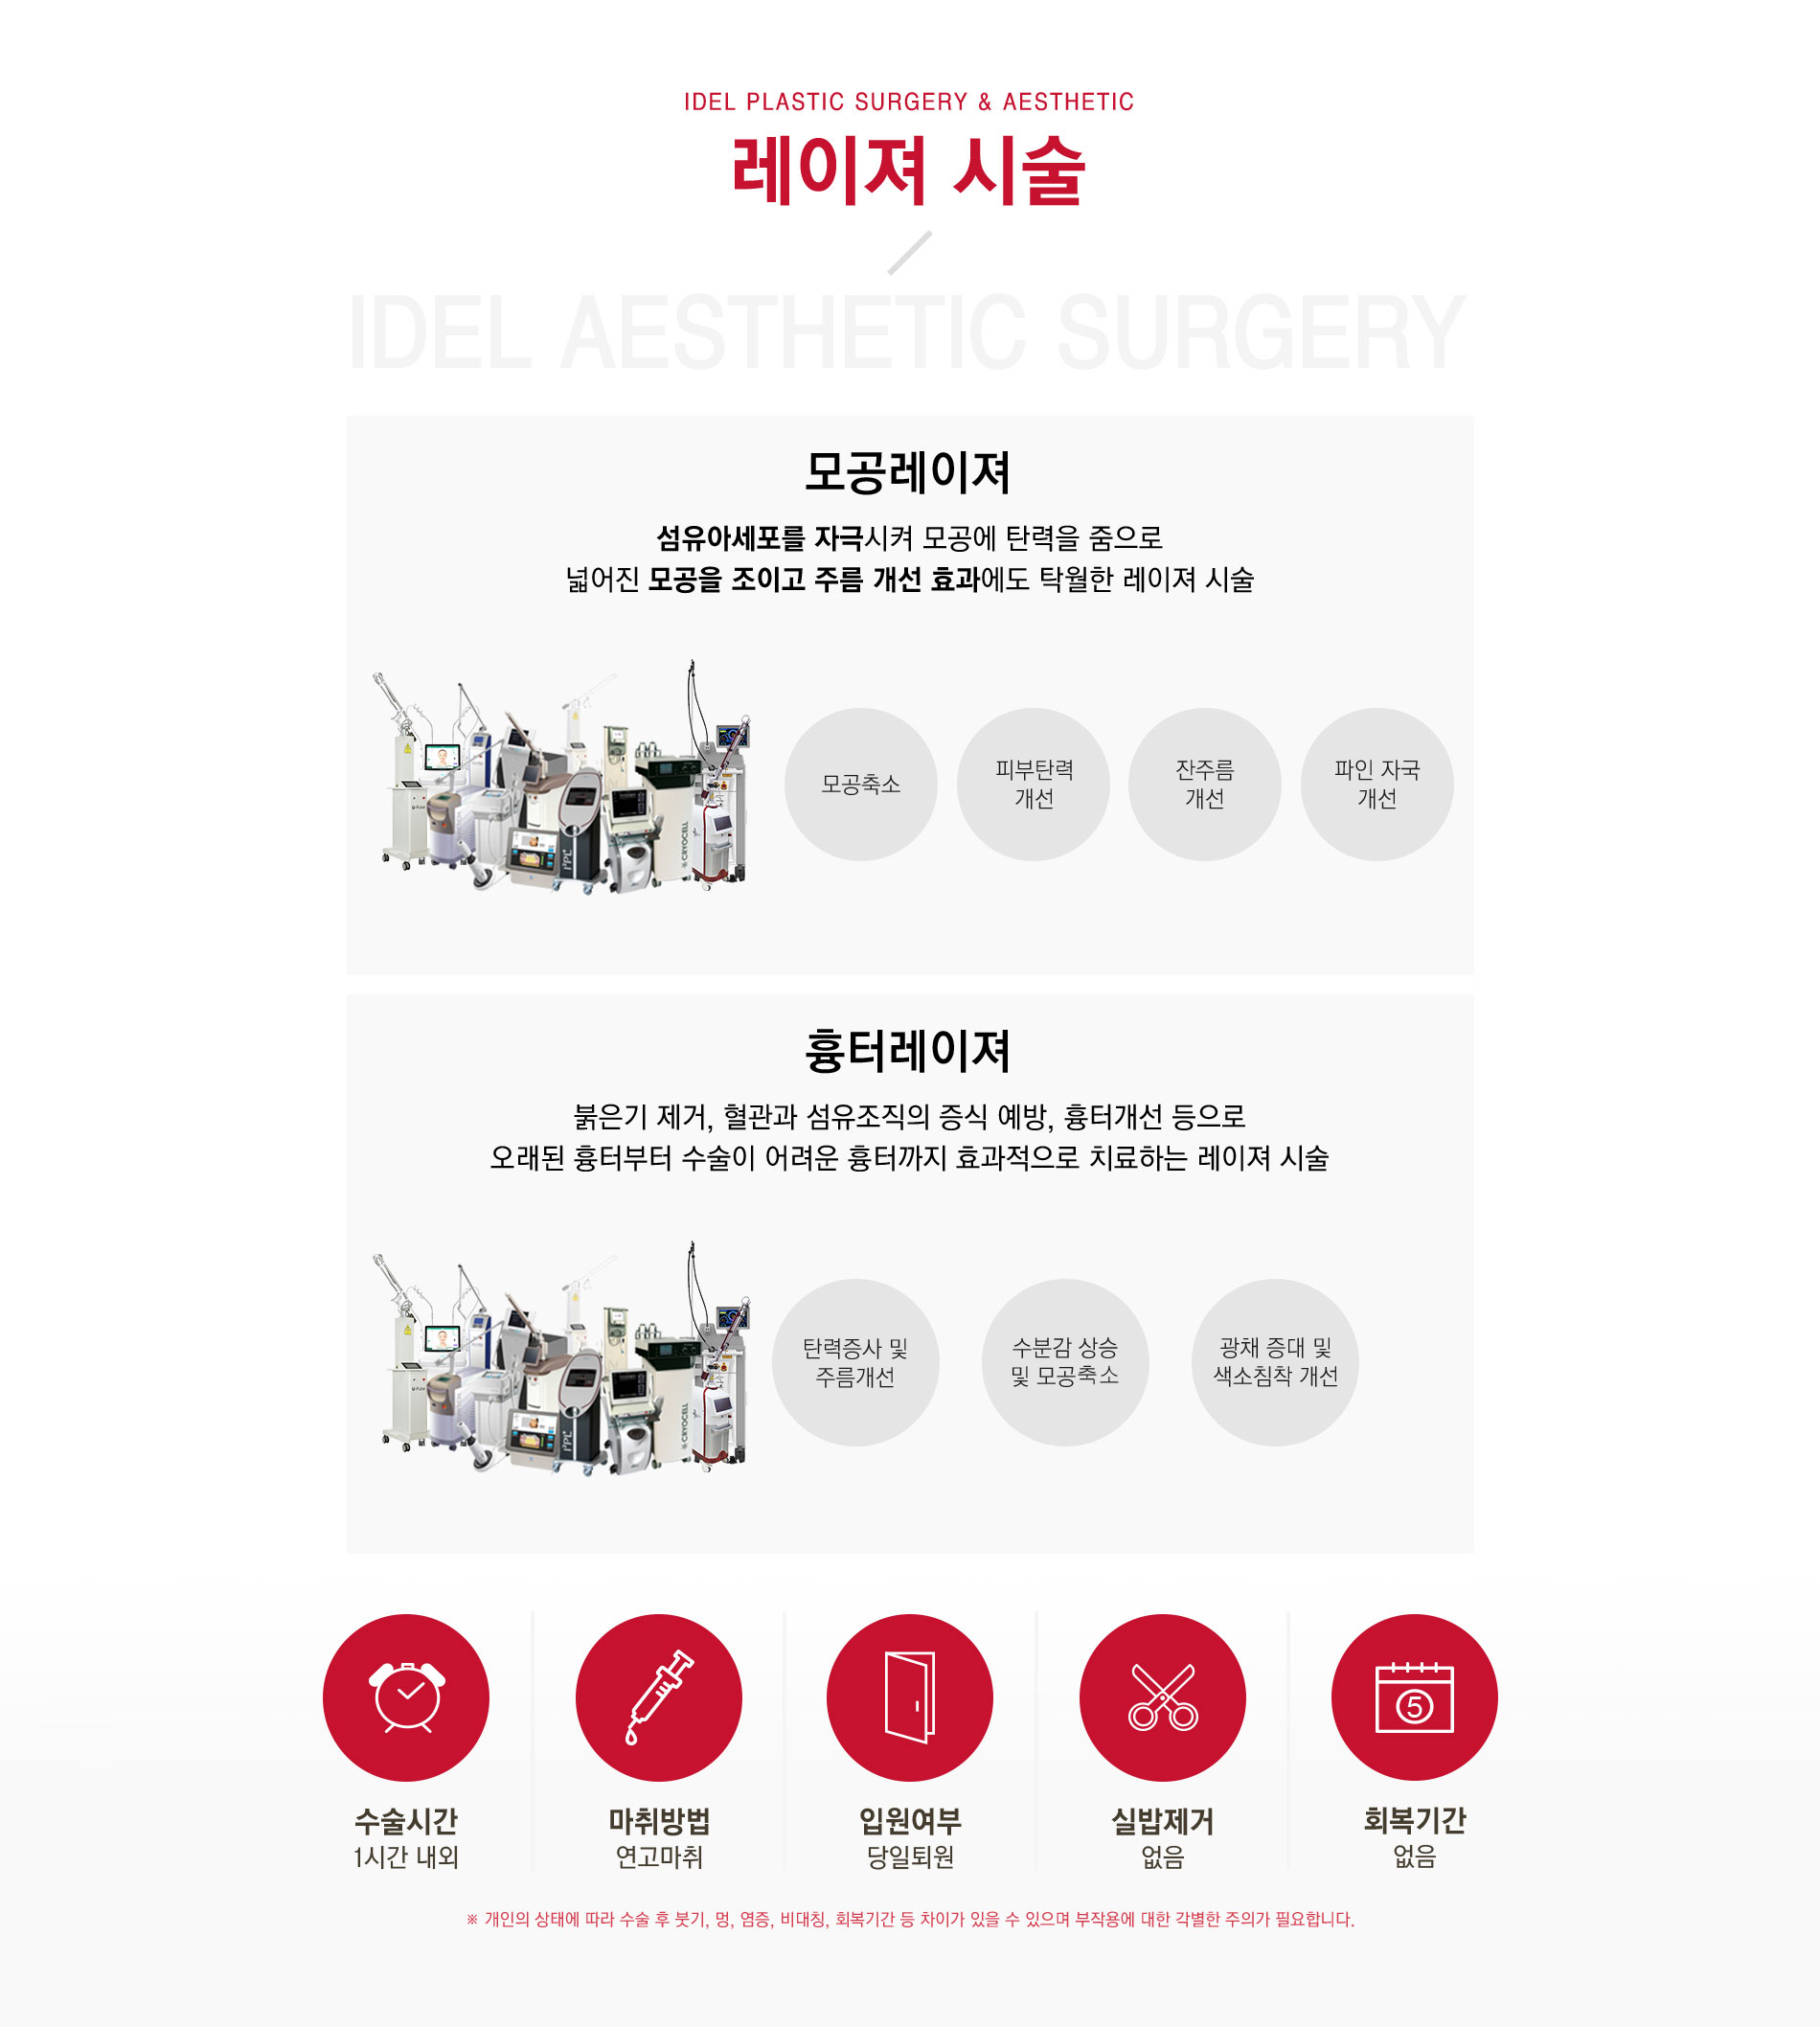 IDEL PLASTIC SURGERY & AESTHETIC
레이져 시술
IDEL AESTHETIC SURGERY
모공레이져
섬유아세포를 자극시켜 모공에 탄력을 줌으로
넓어진 모공을 조이고 주름 개선 효과에도 탁월한 레이져 시술
I²PL
CRYOCELL
모공축소
피부탄력
개선
잔주름
개선
파인 자국
개선
흉터레이져
붉은기 제거, 혈관과 섬유조직의 증식 예방, 흉터개선 등으로
오래된 흉터부터 수술이 어려운 흉터까지 효과적으로 치료하는 레이져 시술
I²PL
CRYOCELL
탄력증사 및
주름개선
수분감 상승
및 모공축소
광채 증대 및
색소침착 개선
5
수술시간
1시간 내외
마취방법
연고마취
입원여부
당일퇴원
실밥제거
없음
회복기간
없음
※ 개인의 상태에 따라 수술 후 붓기, 멍, 염증, 비대칭, 회복기간 등 차이가 있을 수 있으며 부작용에 대한 각별한 주의가 필요합니다.